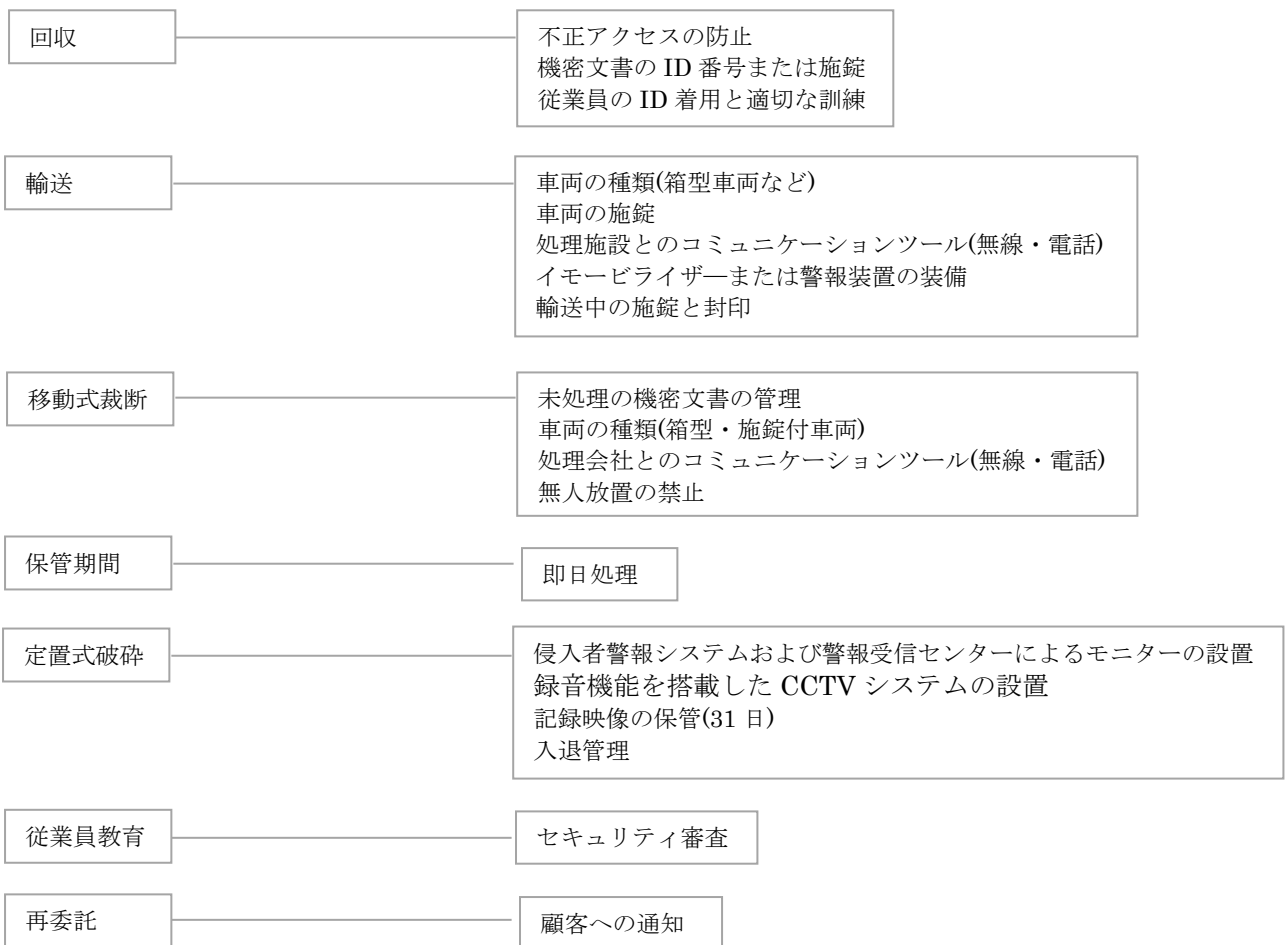 回収
不正アクセスの防止
機密文書の ID 番号または施錠
従業員の ID 着用と適切な訓練
輸送
車両の種類(箱型車両など)
車両の施錠
処理施設とのコミュニケーションツール(無線・電話)
イモービライザ―または警報装置の装備
輸送中の施錠と封印
移動式裁断
未処理の機密文書の管理
車両の種類(箱型・施錠付車両)
処理会社とのコミュニケーションツール(無線・電話)
無人放置の禁止
保管期間
即日処理
定置式破砕
侵入者警報システムおよび警報受信センターによるモニターの設置
録音機能を搭載した CCTV システムの設置
記録映像の保管(31 日)
入退管理
従業員教育
セキュリティ審査
再委託
顧客への通知